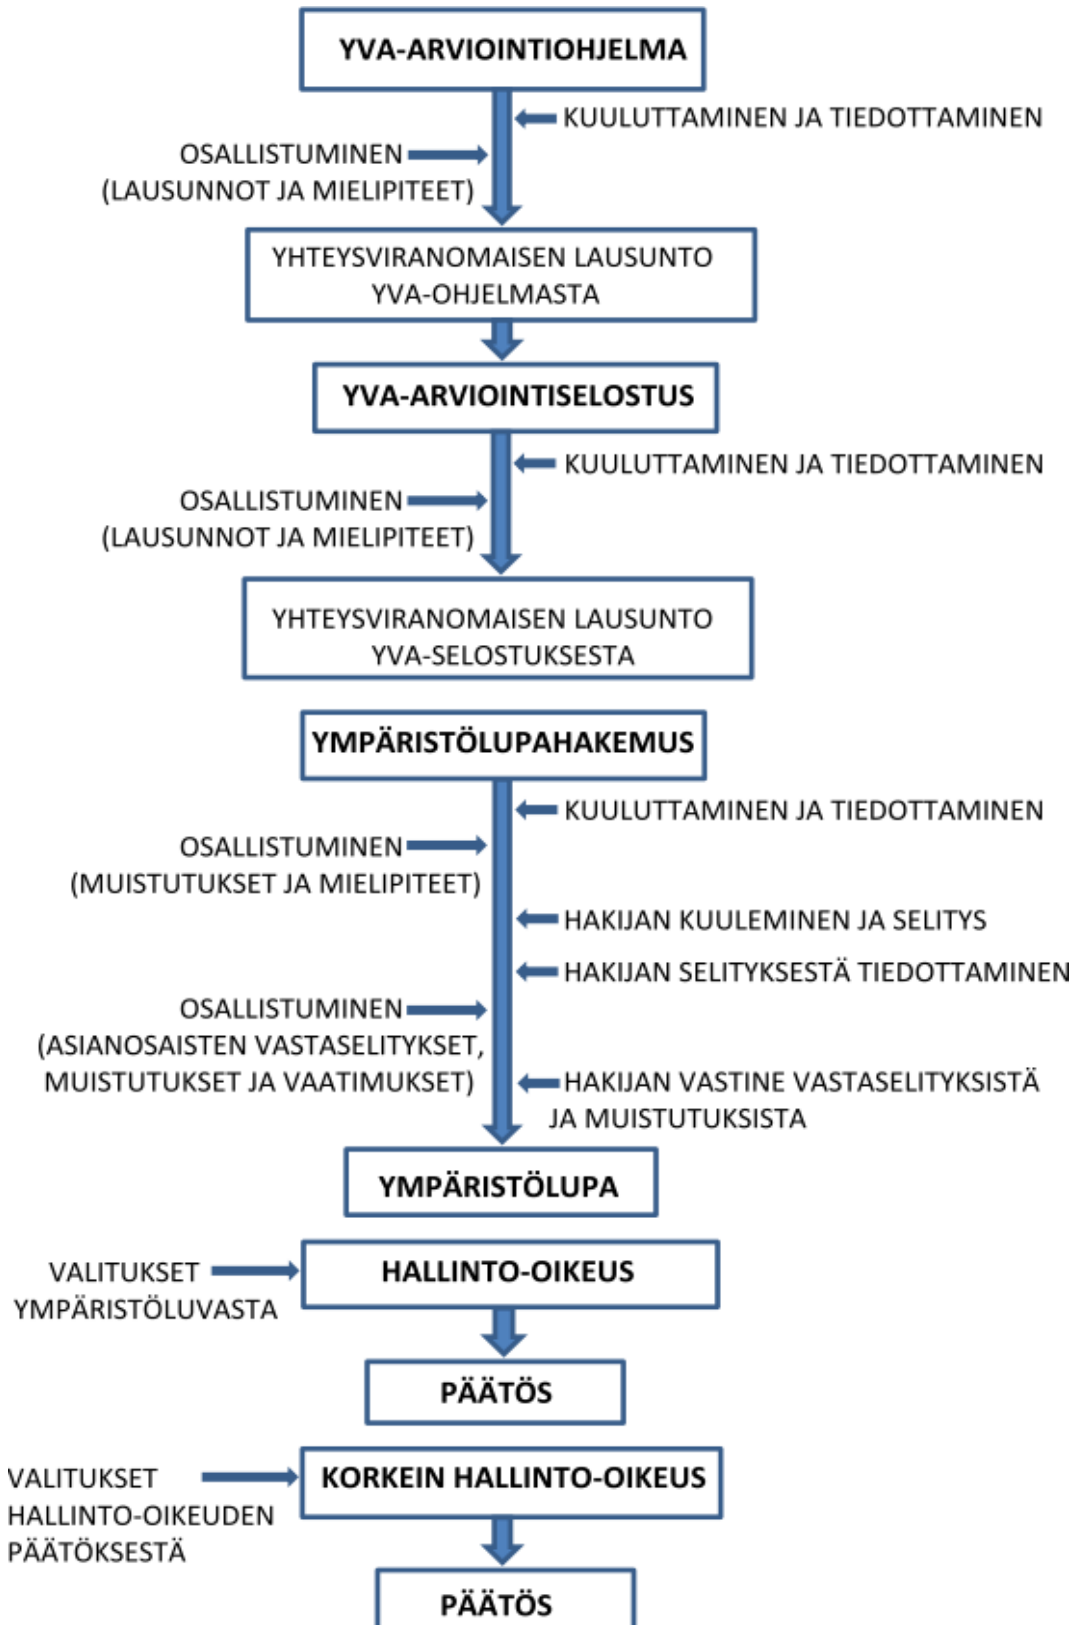 YVA-ARVIOINTIOHJELMA
KUULUTTAMINEN JA TIEDOTTAMINEN
OSALLISTUMINEN
(LAUSUNNOT JA MIELIPITEET)
YHTEYSVIRANOMAISEN LAUSUNTO
YVA-OHJELMASTA
YVA-ARVIOINTISELOSTUS
KUULUTTAMINEN JA TIEDOTTAMINEN
OSALLISTUMINEN
(LAUSUNNOT JA MIELIPITEET)
YHTEYSVIRANOMAISEN LAUSUNTO
YVA-SELOSTUKSESTA
YMPÄRISTÖLUPAHAKEMUS
KUULUTTAMINEN JA TIEDOTTAMINEN
OSALLISTUMINEN
(MUISTUTUKSET JA MIELIPITEET)
HAKIJAN KUULEMINEN JA SELITYS
HAKIJAN SELITYKSESTÄ TIEDOTTAMINEN
OSALLISTUMINEN
(ASIANOSAISTEN VASTASELITYKSET,
MUISTUTUKSET JA VAATIMUKSET)
HAKIJAN VASTINE VASTASELITYKSISTÄ
JA MUISTUTUKSISTA
YMPÄRISTÖLUPA
VALITUKSET
YMPÄRISTÖLUVASTA
HALLINTO-OIKEUS
PÄÄTÖS
VALITUKSET
HALLINTO-OIKEUDEN
PÄÄTÖKSESTÄ
KORKEIN HALLINTO-OIKEUS
PÄÄTÖS